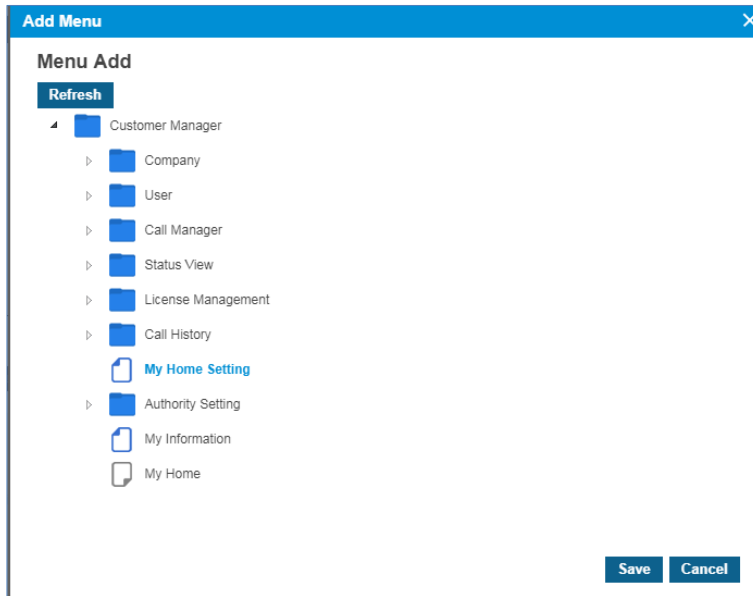 Add Menu
Menu Add
Refresh
Customer Manager
Company
User
Call Manager
Status View
License Management
Call History
My Home Setting
Authority Setting
My Information
My Home
Save Cancel